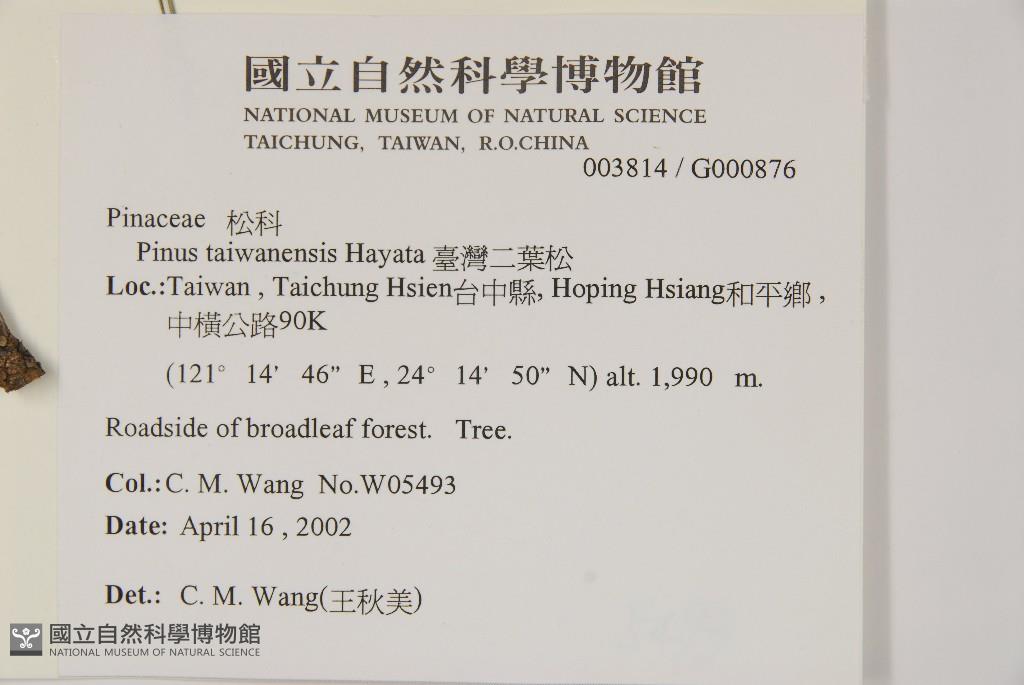 國立自然科學博物館
NATIONAL MUSEUM OF NATURAL SCIENCE
TAICHUNG, TAIWAN, R.O.CHINA
003814 / G000876
Pinaceae 松科
Pinus taiwanensis Hayata 臺灣二葉松
Loc.:Taiwan , Taichung Hsien台中縣, Hoping Hsiang和平鄉 ,
中橫公路90K
(121° 14’ 46” E , 24° 14’ 50” N) alt. 1,990 m.
Roadside of broadleaf forest. Tree.
Col.: C. M. Wang No.W05493
Date: April 16 , 2002
Det.: C. M. Wang(王秋美)
國立自然科學博物館
NATIONAL MUSEUM OF NATURAL SCIENCE